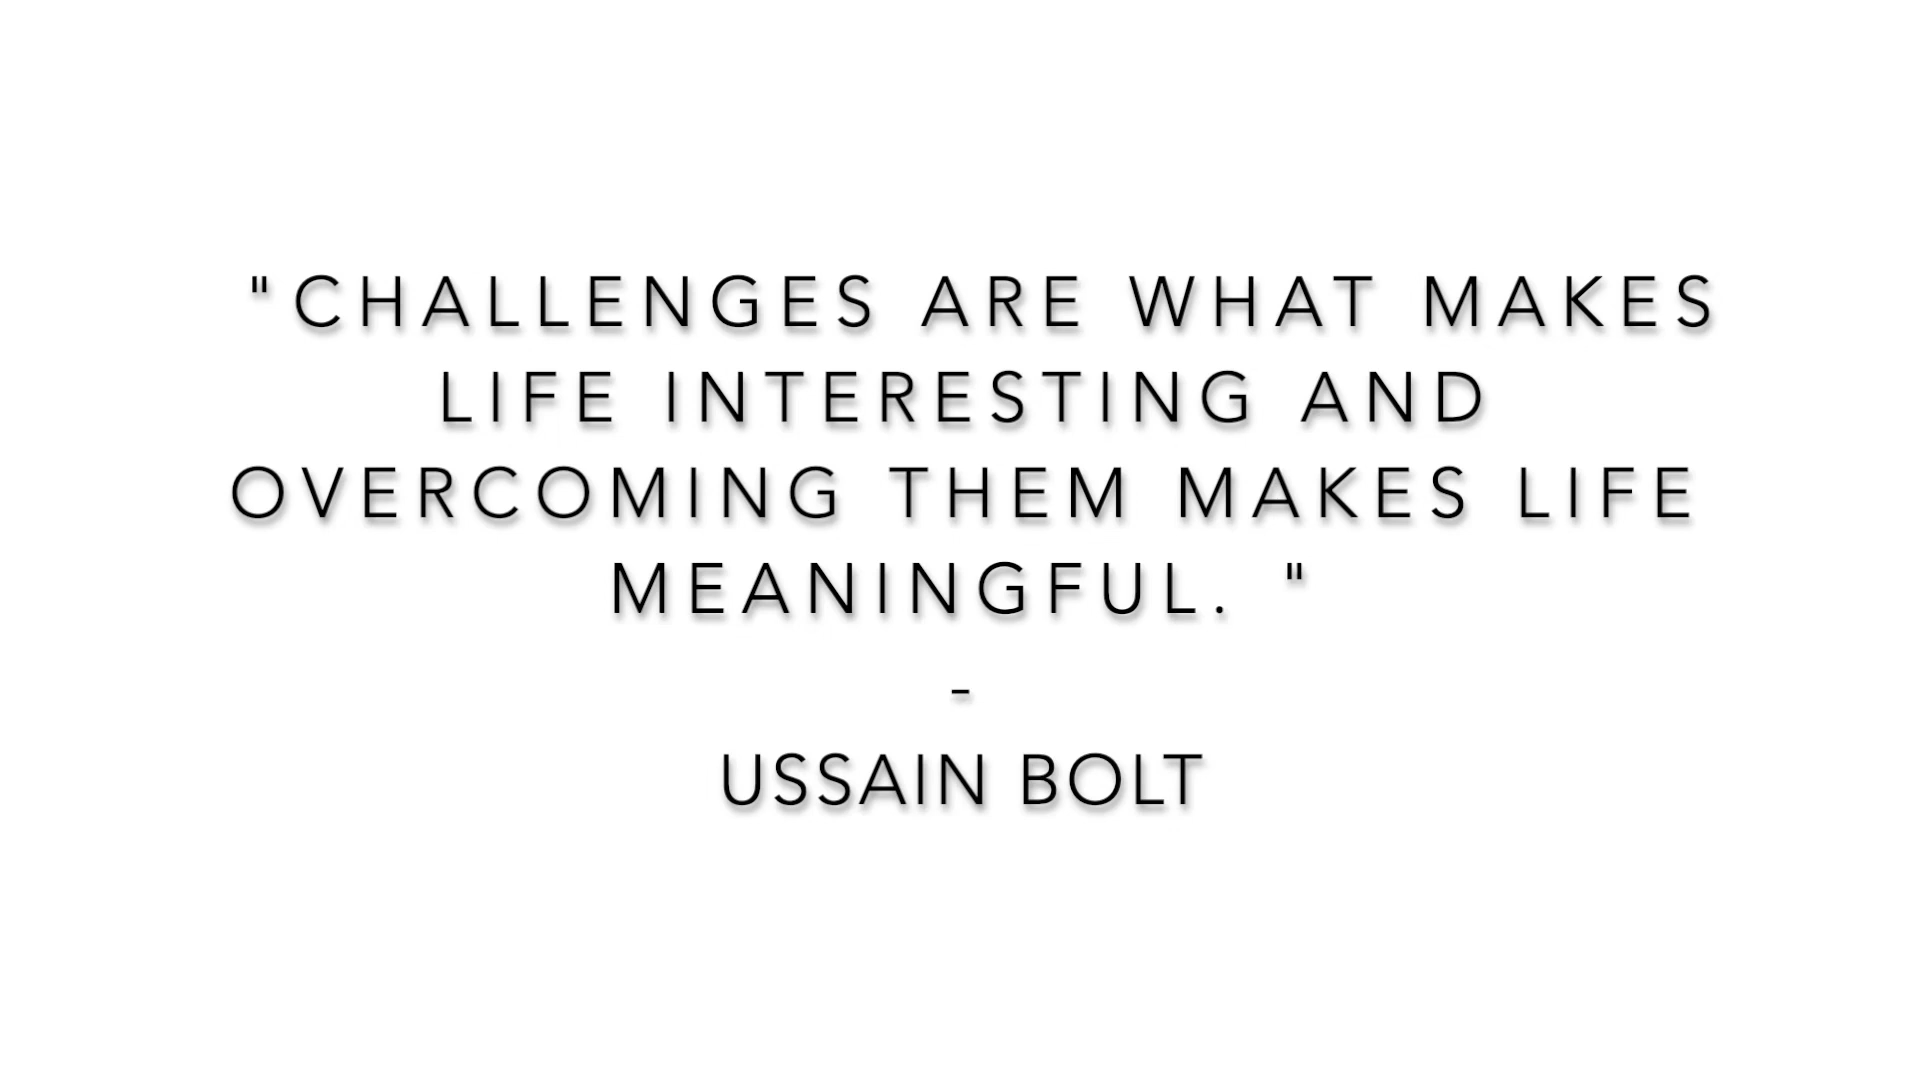 "CHALLENGES ARE WHAT MAKES
LIFE INTERESTING AND
OVERCOMING THEM MAKES LIFE
MEANINGFUL. "
-
USSAIN BOLT